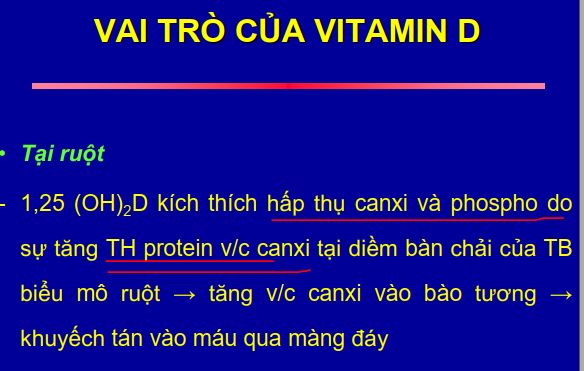 VAI TRÒ CỦA VITAMIN D
• Tại ruột
- 1,25 (OH)₂D kích thích hấp thụ canxi và phospho do
sự tăng TH protein v/c canxi tại diềm bàn chải của TB
biểu mô ruột → tăng v/c canxi vào bào tương →
khuyếch tán vào máu qua màng đáy